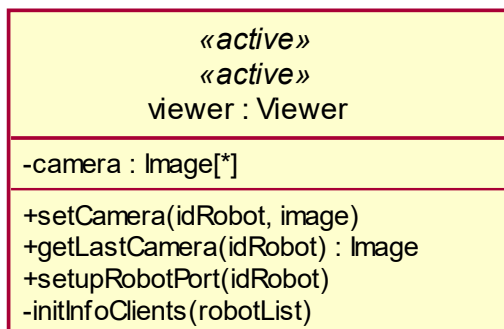 «active»
«active»
viewer : Viewer
-camera : Image[*]
+setCamera(idRobot, image)
+getLastCamera(idRobot) : Image
+setupRobotPort(idRobot)
-initInfoClients(robotList)